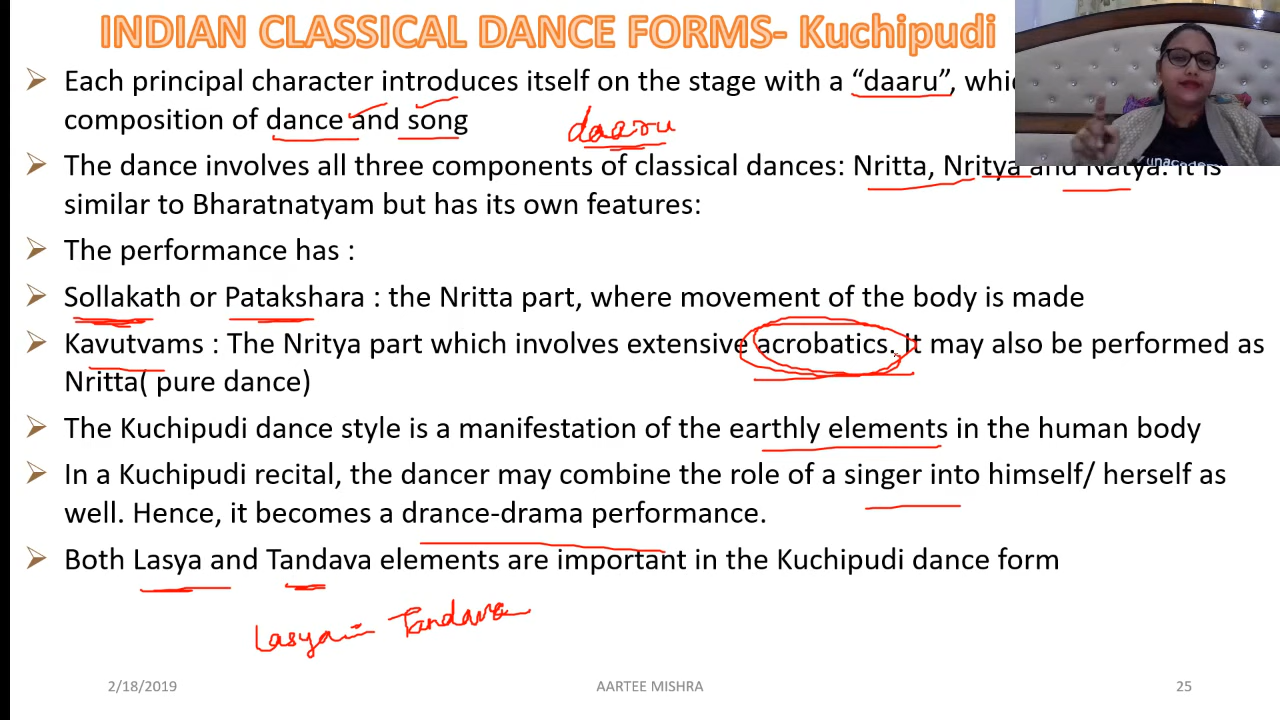 INDIAN CLASSICAL DANCE FORMS- Kuchipudi
➢ Each principal character introduces itself on the stage with a “daaru”,
composition of dance and song
daaru
➢ The dance involves all three components of classical dances: Nritta, Nritya and Natya. It is
similar to Bharatnatyam but has its own features:
➢ The performance has :
➢ Sollakath or Patakshara : the Nritta part, where movement of the body is made
➢ Kavutvams : The Nritya part which involves extensive acrobatics. It may also be performed as
Nritta( pure dance)
➢ The Kuchipudi dance style is a manifestation of the earthly elements in the human body
➢ In a Kuchipudi recital, the dancer may combine the role of a singer into himself/ herself as
well. Hence, it becomes a drance-drama performance.
➢ Both Lasya and Tandava elements are important in the Kuchipudi dance form
Lasya = Tandava
2/18/2019 AARTEE MISHRA 25